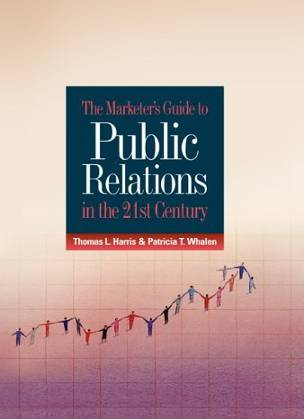 The Marketer's Guide to
Public
Relations
in the 21st Century
Thomas L. Harris & Patricia T. Whalen